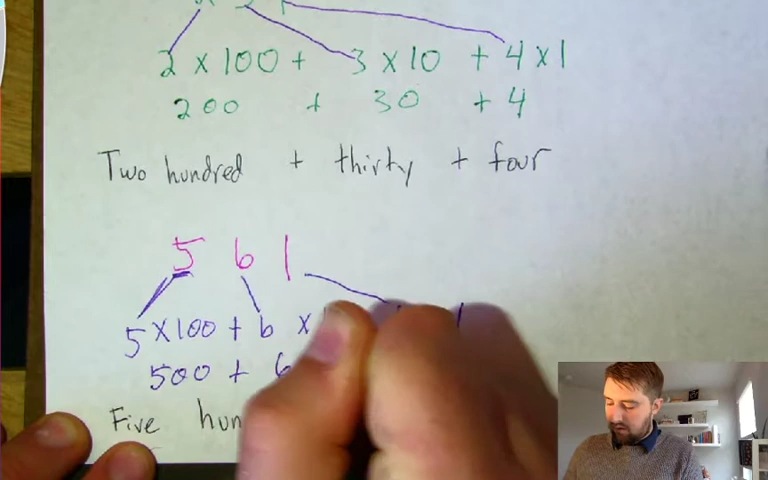 2 x 100 + 3 x 10 + 4 x 1
200 + 30 + 4
Two hundred + thirty + four
5 6 1
5 x 100 + 6 x
500 + 6
Five hun